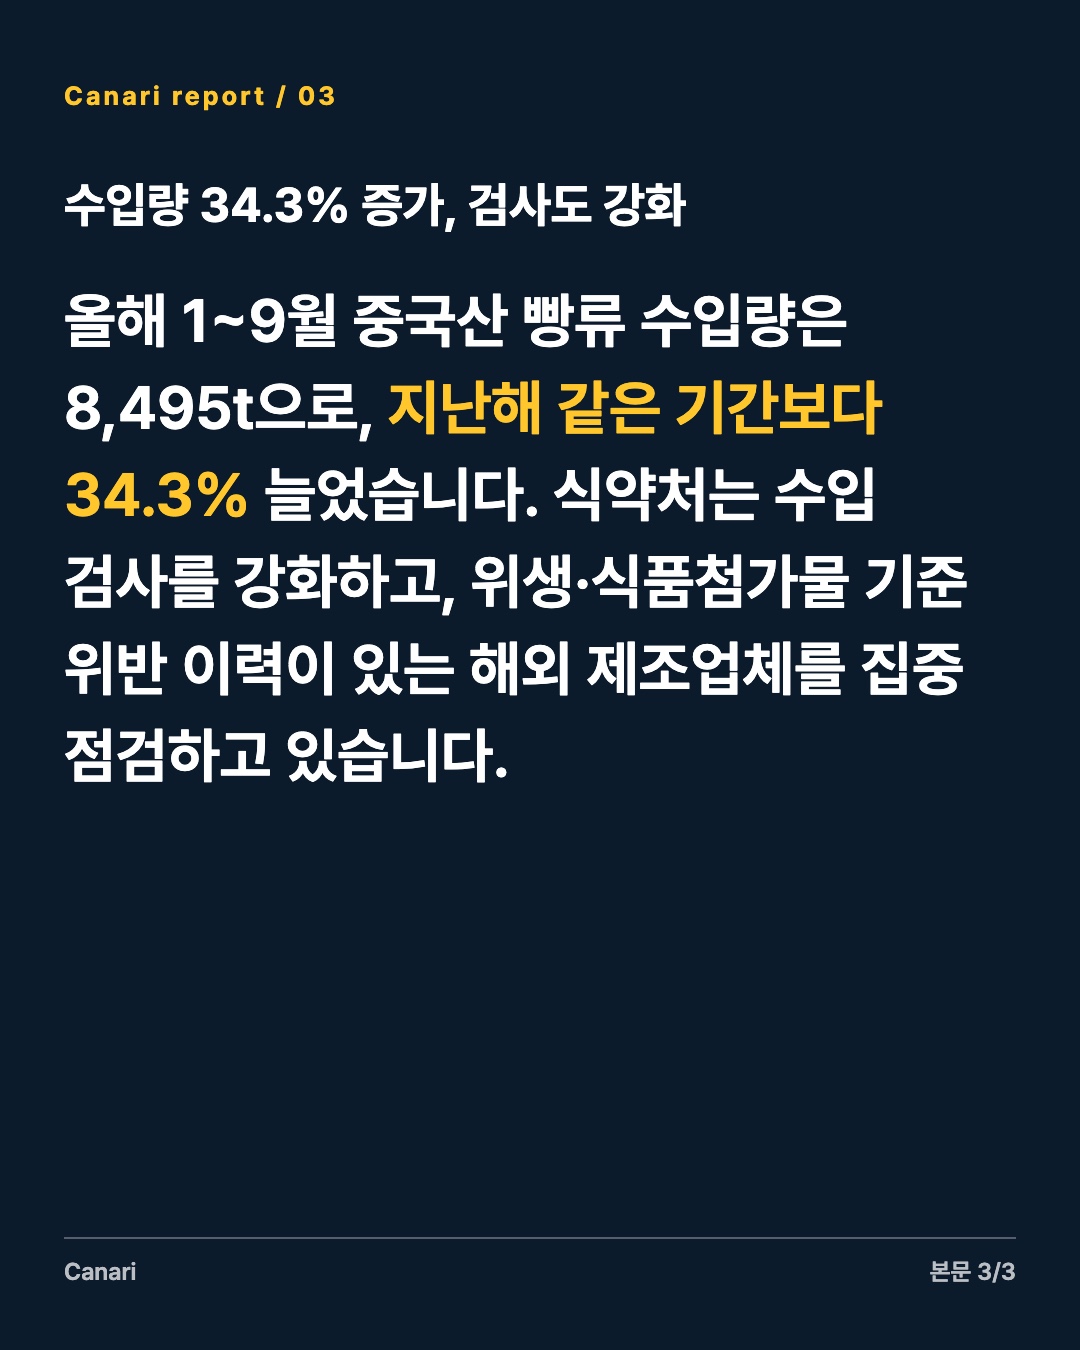 Canari report / 03
수입량 34.3% 증가, 검사도 강화
올해 1~9월 중국산 빵류 수입량은
8,495t으로, 지난해 같은 기간보다
34.3% 늘었습니다. 식약처는 수입
검사를 강화하고, 위생·식품첨가물 기준
위반 이력이 있는 해외 제조업체를 집중
점검하고 있습니다.
Canari
본문 3/3